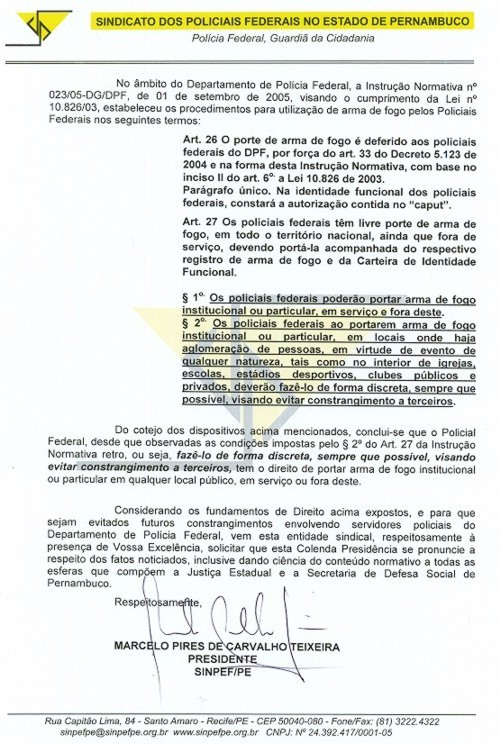 SINDICATO DOS POLICIAIS FEDERAIS NO ESTADO DE PERNAMBUCO
Polícia Federal, Guardiã da Cidadania
No âmbito do Departamento de Polícia Federal, a Instrução Normativa nº
023/05-DG/DPF, de 01 de setembro de 2005, visando o cumprimento da Lei nº
10.826/03, estabeleceu os procedimentos para utilização de arma de fogo pelos Policiais
Federais nos seguintes termos:
Art. 26 O porte de arma de fogo é deferido aos policiais
federais do DPF, por força do art. 33 do Decreto 5.123 de
2004 e na forma desta Instrução Normativa, com base no
inciso II do art. 6º a Lei 10.826 de 2003.
Parágrafo único. Na identidade funcional dos policiais
federais, constará a autorização contida no "caput".
Art. 27 Os policiais federais têm livre porte de arma de
fogo, em todo o território nacional, ainda que fora de
serviço, devendo portá-la acompanhada do respectivo
registro de arma de fogo e da Carteira de Identidade
Funcional.
§ 1º Os policiais federais poderão portar arma de fogo
institucional ou particular, em serviço e fora deste.
§ 2º Os policiais federais ao portarem arma de fogo
institucional ou particular, em locais onde haja
aglomeração de pessoas, em virtude de evento de
qualquer natureza, tais como no interior de igrejas,
escolas, estádios desportivos, clubes públicos e
privados, deverão fazê-lo de forma discreta, sempre que
possível, visando evitar constrangimento a terceiros.
Do cotejo dos dispositivos acima mencionados, conclui-se que o Policial
Federal, desde que observadas as condições impostas pelo § 2º do Art. 27 da Instrução
Normativa retro, ou seja, fazê-lo de forma discreta, sempre que possível, visando
evitar constrangimento a terceiros, tem o direito de portar arma de fogo institucional
ou particular em qualquer local público, em serviço ou fora deste.
Considerando os fundamentos de Direito acima expostos, e para que
sejam evitados futuros constrangimentos envolvendo servidores policiais do
Departamento de Polícia Federal, vem esta entidade sindical, respeitosamente à
presença de Vossa Excelência, solicitar que esta Colenda Presidência se pronuncie a
respeito dos fatos noticiados, inclusive dando ciência do conteúdo normativo a todas as
esferas que compõem a Justiça Estadual e a Secretaria de Defesa Social de
Pernambuco.
Respeitosamente,
MARCELO PIRES DE CARVALHO TEIXEIRA
PRESIDENTE
SINPEF/PE
Rua Capitão Lima, 84 - Santo Amaro - Recife/PE - CEP 50040-080 - Fone/Fax: (81) 3222.4322
sinpefpe@sinpefpe.org.br www.sinpefpe.org.br CNPJ: Nº 24.392.417/0001-05